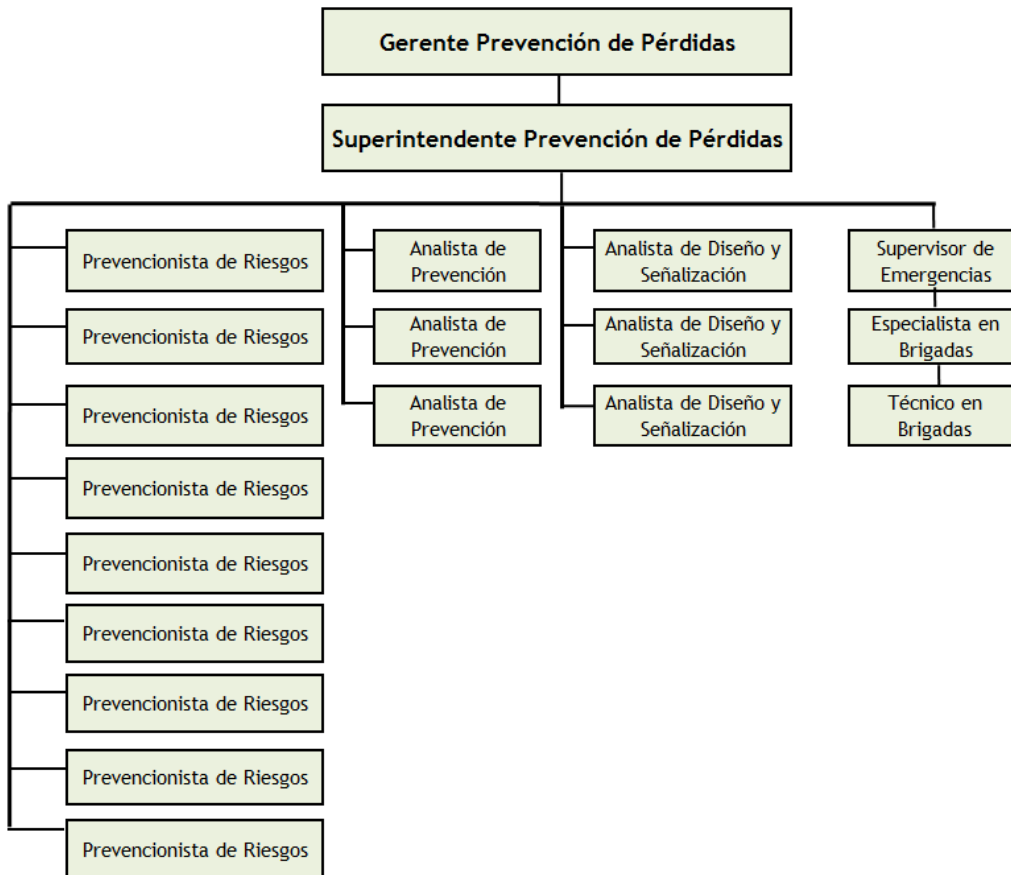 Gerente Prevención de Pérdidas
Superintendente Prevención de Pérdidas
Prevencionista de Riesgos
Prevencionista de Riesgos
Prevencionista de Riesgos
Prevencionista de Riesgos
Prevencionista de Riesgos
Prevencionista de Riesgos
Prevencionista de Riesgos
Prevencionista de Riesgos
Prevencionista de Riesgos
Analista de
Prevención
Analista de
Prevención
Analista de
Prevención
Analista de Diseño y
Señalización
Analista de Diseño y
Señalización
Analista de Diseño y
Señalización
Supervisor de
Emergencias
Especialista en
Brigadas
Técnico en
Brigadas